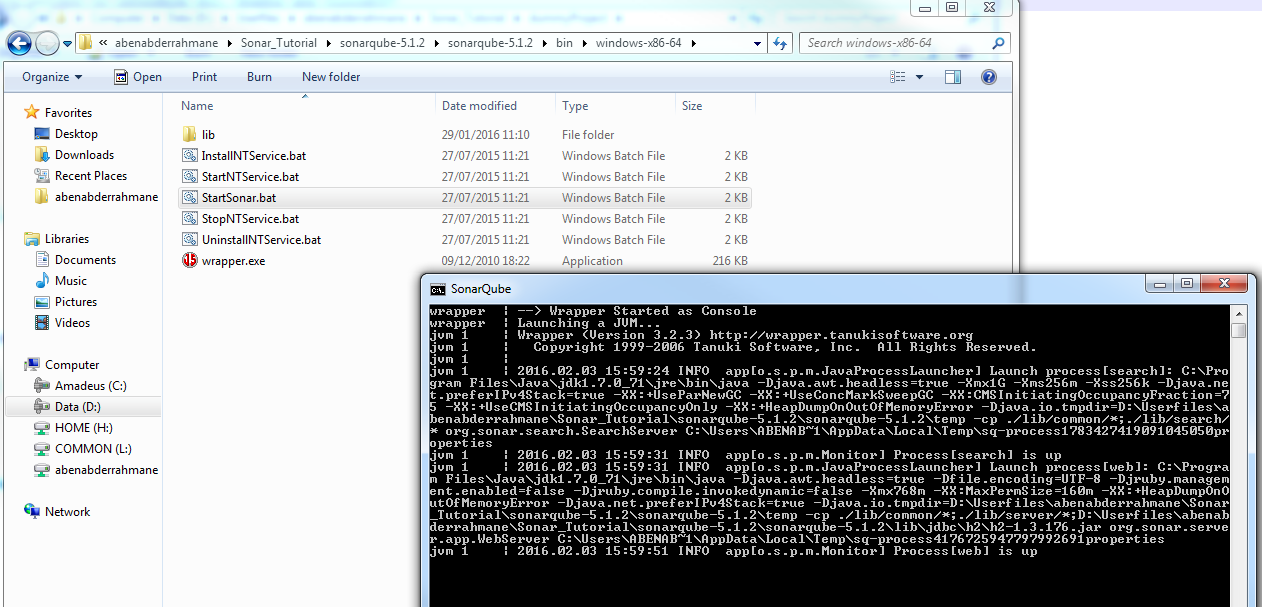 « abenabderrahmane ▸ Sonar_Tutorial ▸ sonarqube-5.1.2 ▸ sonarqube-5.1.2 ▸ bin ▸ windows-x86-64 ▸ Search windows-x86-64
Organize Open Print Burn New folder
Name Date modified Type Size
Favorites
Desktop
Downloads
Recent Places
abenabderrahmane
Libraries
Documents
Music
Pictures
Videos
Computer
Amadeus (C:)
Data (D:)
HOME (H:)
COMMON (L:)
abenabderrahmane
Network
lib 29/01/2016 11:10 File folder
InstallNTService.bat 27/07/2015 11:21 Windows Batch File 2 KB
StartNTService.bat 27/07/2015 11:21 Windows Batch File 2 KB
StartSonar.bat 27/07/2015 11:21 Windows Batch File 2 KB
StopNTService.bat 27/07/2015 11:21 Windows Batch File 2 KB
UninstallNTService.bat 27/07/2015 11:21 Windows Batch File 2 KB
wrapper.exe 09/12/2010 18:22 Application 216 KB
SonarQube
wrapper | --> Wrapper Started as Console
wrapper | Launching a JVM...
jvm 1 | Wrapper (Version 3.2.3) http://wrapper.tanukisoftware.org
jvm 1 | Copyright 1999-2006 Tanuki Software, Inc. All Rights Reserved.
jvm 1 |
jvm 1 | 2016.02.03 15:59:24 INFO app[o.s.p.m.JavaProcessLauncher] Launch process[search]: C:\Pro
gram Files\Java\jdk1.7.0_71\jre\bin\java -Djava.awt.headless=true -Xmx1G -Xms256m -Xss256k -Djava.ne
t.preferIPv4Stack=true -XX:+UseParNewGC -XX:+UseConcMarkSweepGC -XX:CMSInitiatingOccupancyFraction=7
5 -XX:+UseCMSInitiatingOccupancyOnly -XX:+HeapDumpOnOutOfMemoryError -Djava.io.tmpdir=D:\Userfiles\a
benabderrahmane\Sonar_Tutorial\sonarqube-5.1.2\sonarqube-5.1.2\temp -cp ./lib/common/*;./lib/search/
* org.sonar.search.SearchServer C:\Users\ABENAB~1\AppData\Local\Temp\sq-process1783427419091045050pr
operties
jvm 1 | 2016.02.03 15:59:31 INFO app[o.s.p.m.Monitor] Process[search] is up
jvm 1 | 2016.02.03 15:59:31 INFO app[o.s.p.m.JavaProcessLauncher] Launch process[web]: C:\Progra
m Files\Java\jdk1.7.0_71\jre\bin\java -Djava.awt.headless=true -Dfile.encoding=UTF-8 -Djruby.managem
ent.enabled=false -Djruby.compile.invokedynamic=false -Xmx768m -XX:MaxPermSize=160m -XX:+HeapDumpOnO
utOfMemoryError -Djava.net.preferIPv4Stack=true -Djava.io.tmpdir=D:\Userfiles\abenabderrahmane\Sonar
_Tutorial\sonarqube-5.1.2\sonarqube-5.1.2\temp -cp ./lib/common/*;./lib/server/*;D:\Userfiles\abenab
derrahmane\Sonar_Tutorial\sonarqube-5.1.2\sonarqube-5.1.2\lib\jdbc\h2\h2-1.3.176.jar org.sonar.serve
r.app.WebServer C:\Users\ABENAB~1\AppData\Local\Temp\sq-process4176725947797992691properties
jvm 1 | 2016.02.03 15:59:51 INFO app[o.s.p.m.Monitor] Process[web] is up